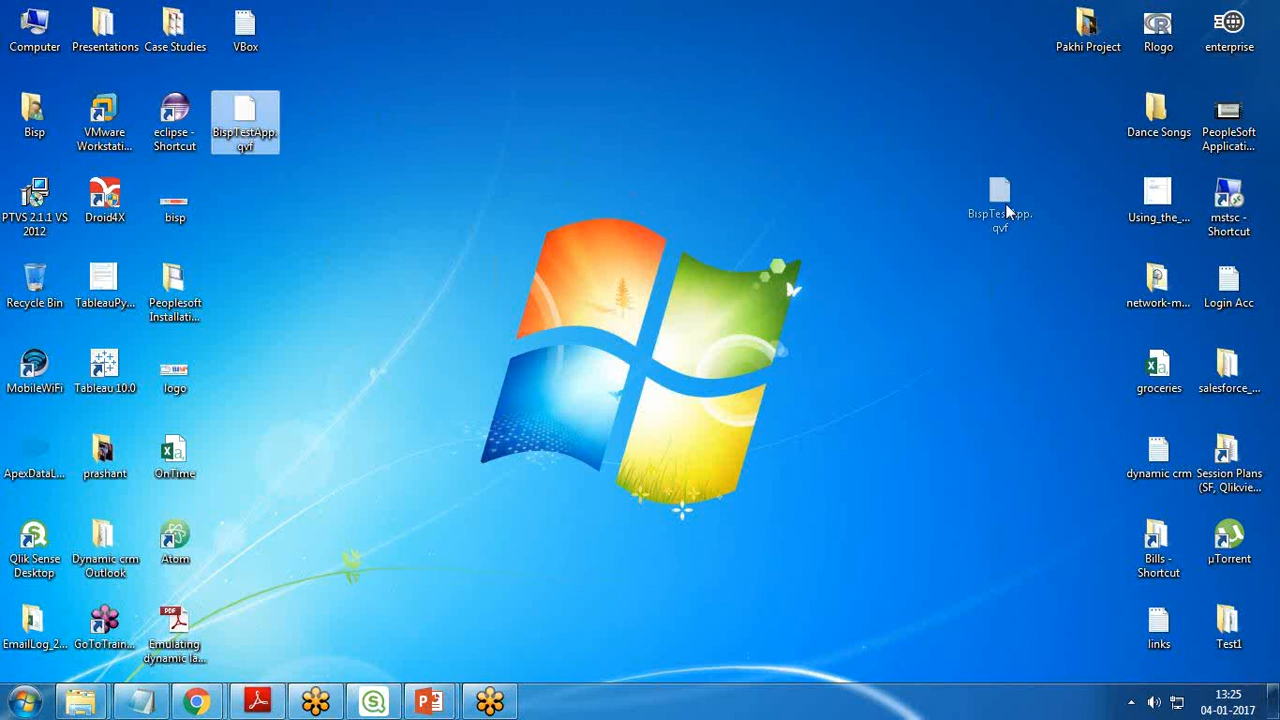 Computer
Presentations
Case Studies
VBox
Pakhi Project
Rlogo
enterprise
Bisp
VMware
Workstati...
eclipse -
Shortcut
BispTestApp.
qvf
Dance Songs
PeopleSoft
Applicati...
PTVS 2.1.1 VS
2012
Droid4X
bisp
BispTestApp.
qvf
Using_the_...
mstsc -
Shortcut
Recycle Bin
TableauPy...
Peoplesoft
Installati...
network-m...
Login Acc
MobileWiFi
Tableau 10.0
logo
groceries
salesforce_...
ApexDataL...
prashant
OnTime
dynamic crm
Session Plans
(SF, Qlikvie...
Qlik Sense
Desktop
Dynamic crm
Outlook
Atom
Bills -
Shortcut
µTorrent
EmailLog_2...
GoToTrain...
PDF
Emulating
dynamic la...
links
Test1
13:25
04-01-2017